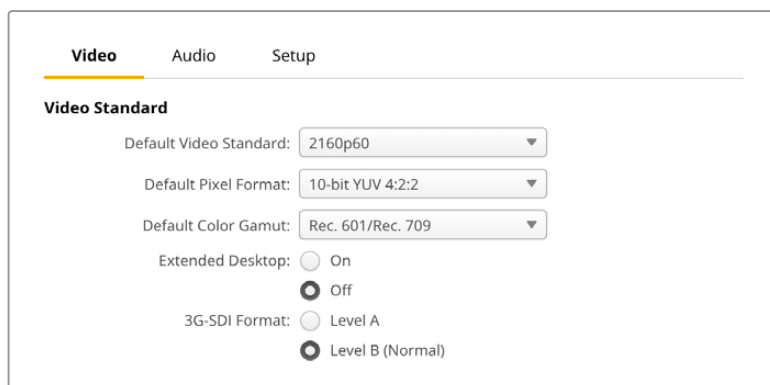 Video Audio Setup
Video Standard
Default Video Standard: 2160p60
Default Pixel Format: 10-bit YUV 4:2:2
Default Color Gamut: Rec. 601/Rec. 709
Extended Desktop: On
Off
3G-SDI Format: Level A
Level B (Normal)